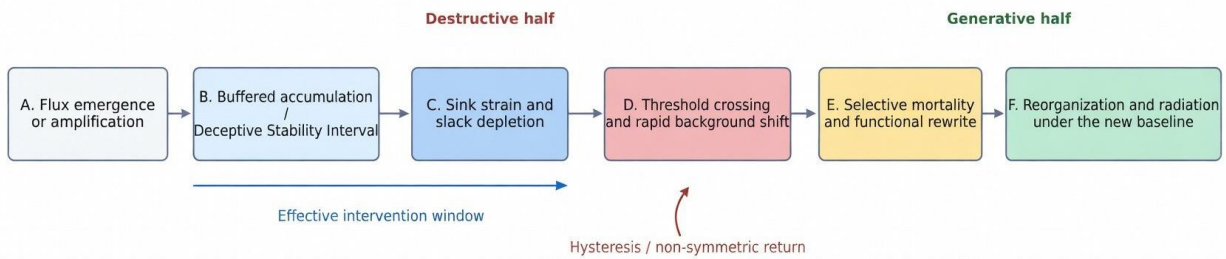 Destructive half
Generative half
A. Flux emergence
or amplification
B. Buffered accumulation
/
Deceptive Stability Interval
C. Sink strain and
slack depletion
D. Threshold crossing
and rapid background shift
E. Selective mortality
and functional rewrite
F. Reorganization and radiation
under the new baseline
Effective intervention window
Hysteresis / non-symmetric return